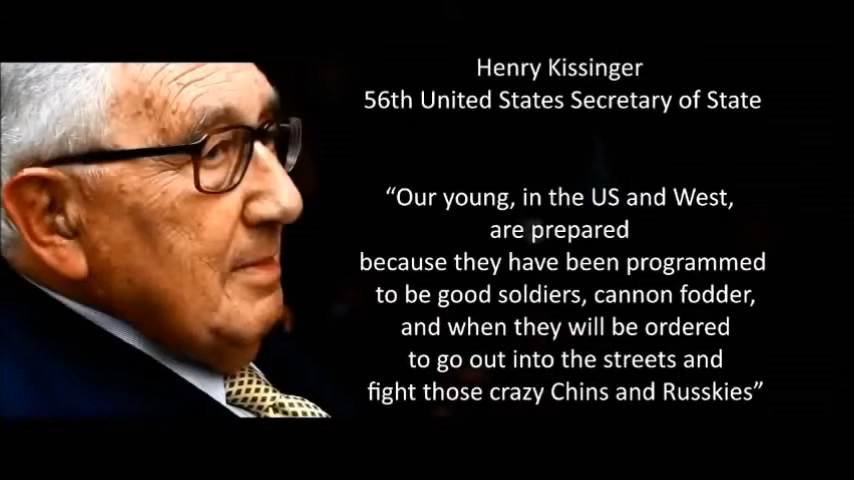 Henry Kissinger
56th United States Secretary of State
“Our young, in the US and West,
are prepared
because they have been programmed
to be good soldiers, cannon fodder,
and when they will be ordered
to go out into the streets and
fight those crazy Chins and Russkies”